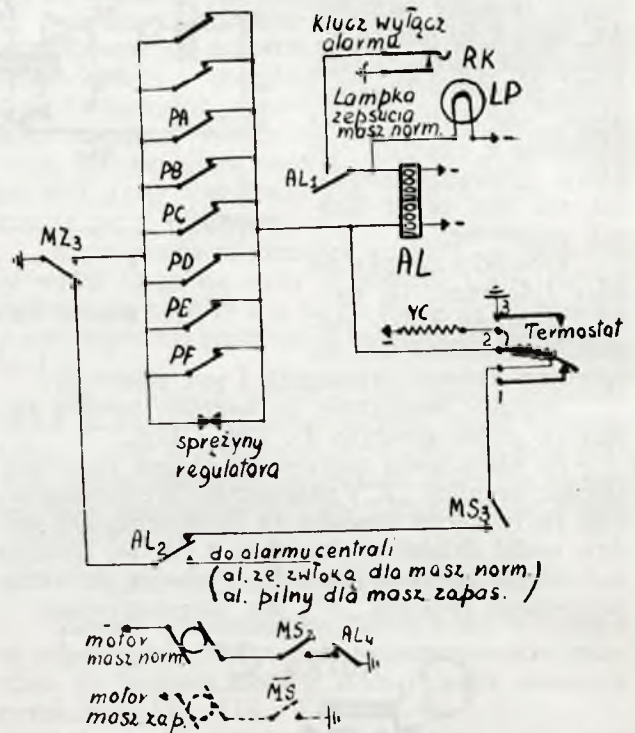 Klucz wyłącz
alarmu
RK
LP
Lampka
zepsucia
masz norm.
PA
PB
PC
PD
PE
PF
AL1
AL
MZ3
YC
3
2
1
Termostat
sprężyny
regulatora
MS3
AL2
do alarmu centrali
(al. ze zwłoką dla masz norm.)
al. pilny dla masz zapas.
motor
masz norm.
MS2
AL4
motor
masz zap.
MS